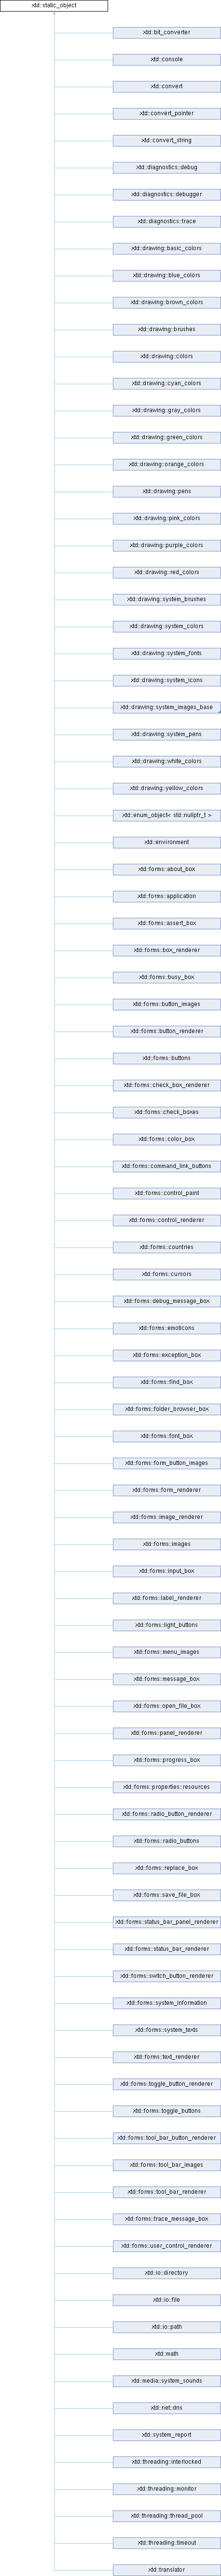 xtd::static_object
xtd::bit_converter
xtd::console
xtd::convert
xtd::convert_pointer
xtd::convert_string
xtd::diagnostics::debug
xtd::diagnostics::debugger
xtd::diagnostics::trace
xtd::drawing::basic_colors
xtd::drawing::blue_colors
xtd::drawing::brown_colors
xtd::drawing::brushes
xtd::drawing::colors
xtd::drawing::cyan_colors
xtd::drawing::gray_colors
xtd::drawing::green_colors
xtd::drawing::orange_colors
xtd::drawing::pens
xtd::drawing::pink_colors
xtd::drawing::purple_colors
xtd::drawing::red_colors
xtd::drawing::system_brushes
xtd::drawing::system_colors
xtd::drawing::system_fonts
xtd::drawing::system_icons
xtd::drawing::system_images_base
xtd::drawing::system_pens
xtd::drawing::white_colors
xtd::drawing::yellow_colors
xtd::enum_object< std::nullptr_t >
xtd::environment
xtd::forms::about_box
xtd::forms::application
xtd::forms::assert_box
xtd::forms::box_renderer
xtd::forms::busy_box
xtd::forms::button_images
xtd::forms::button_renderer
xtd::forms::buttons
xtd::forms::check_box_renderer
xtd::forms::check_boxes
xtd::forms::color_box
xtd::forms::command_link_buttons
xtd::forms::control_paint
xtd::forms::control_renderer
xtd::forms::countries
xtd::forms::cursors
xtd::forms::debug_message_box
xtd::forms::emoticons
xtd::forms::exception_box
xtd::forms::find_box
xtd::forms::folder_browser_box
xtd::forms::font_box
xtd::forms::form_button_images
xtd::forms::form_renderer
xtd::forms::image_renderer
xtd::forms::images
xtd::forms::input_box
xtd::forms::label_renderer
xtd::forms::light_buttons
xtd::forms::menu_images
xtd::forms::message_box
xtd::forms::open_file_box
xtd::forms::panel_renderer
xtd::forms::progress_box
xtd::forms::properties::resources
xtd::forms::radio_button_renderer
xtd::forms::radio_buttons
xtd::forms::replace_box
xtd::forms::save_file_box
xtd::forms::status_bar_panel_renderer
xtd::forms::status_bar_renderer
xtd::forms::switch_button_renderer
xtd::forms::system_information
xtd::forms::system_texts
xtd::forms::text_renderer
xtd::forms::toggle_button_renderer
xtd::forms::toggle_buttons
xtd::forms::tool_bar_button_renderer
xtd::forms::tool_bar_images
xtd::forms::tool_bar_renderer
xtd::forms::trace_message_box
xtd::forms::user_control_renderer
xtd::io::directory
xtd::io::file
xtd::io::path
xtd::math
xtd::media::system_sounds
xtd::net::dns
xtd::system_report
xtd::threading::interlocked
xtd::threading::monitor
xtd::threading::thread_pool
xtd::threading::timeout
xtd::translator